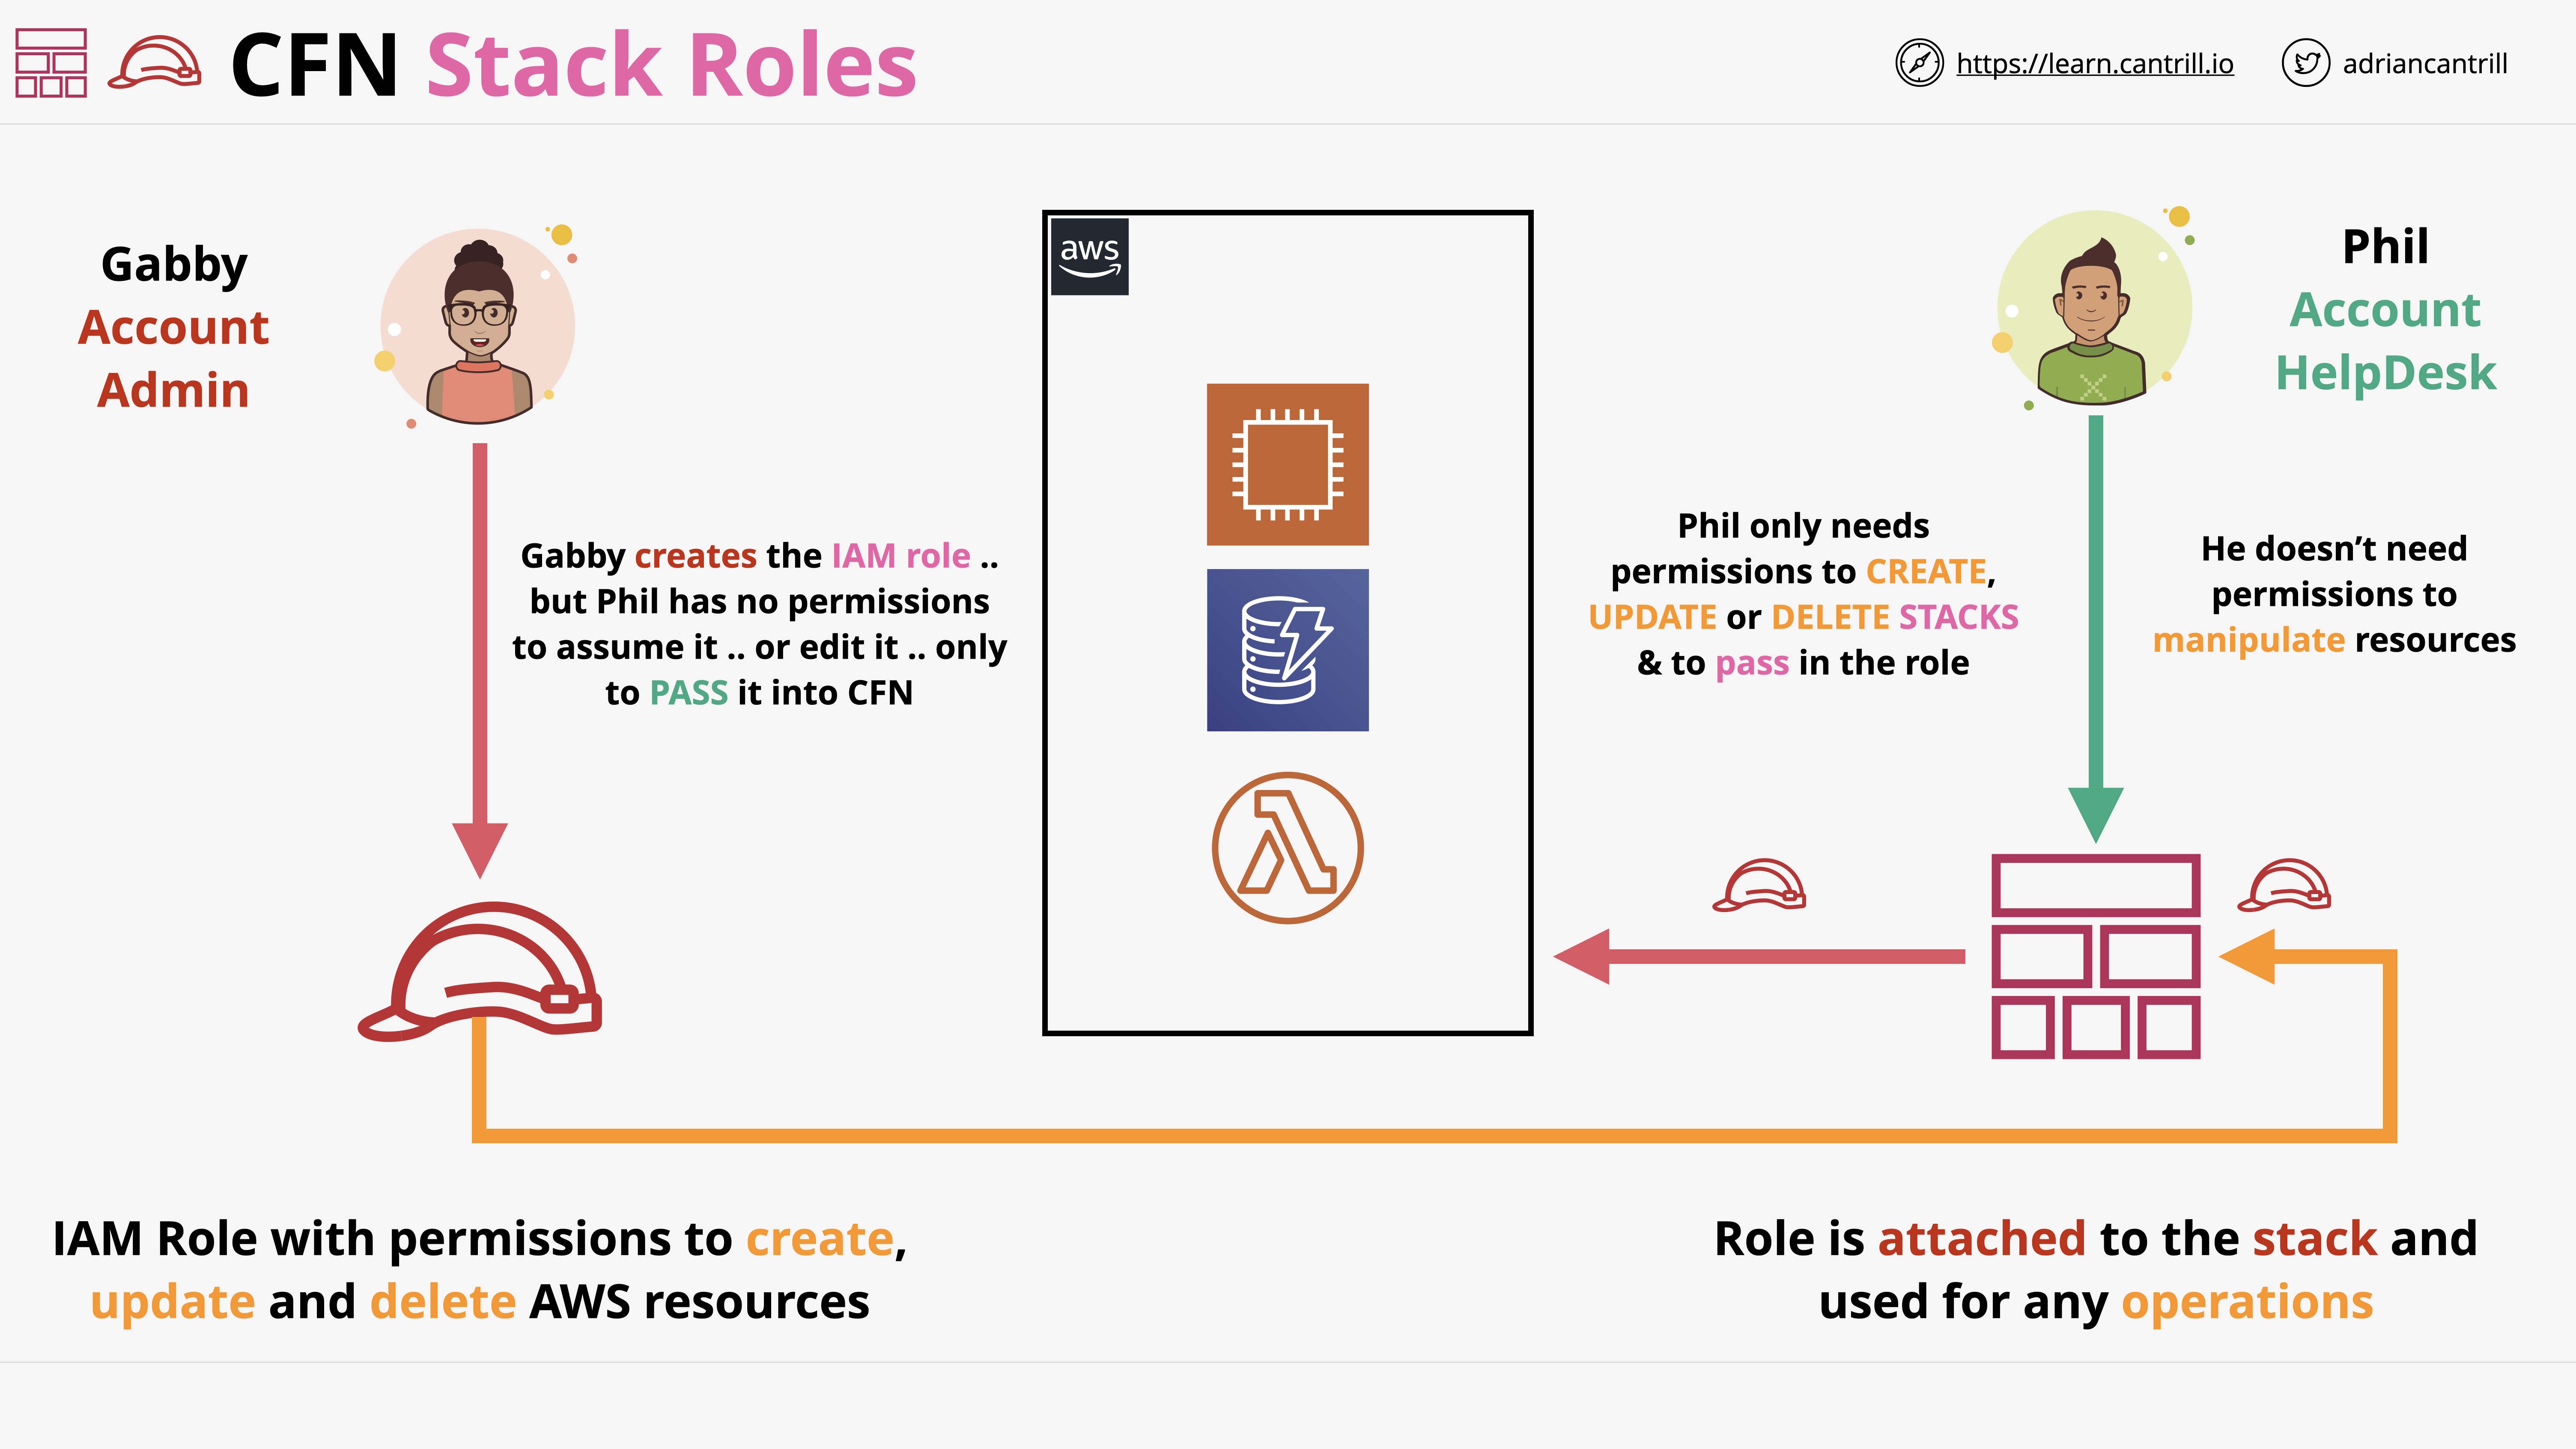 CFN Stack Roles
https://learn.cantrill.io
adriancantrill
Gabby
Account
Admin
aws
Phil
Account
HelpDesk
Gabby creates the IAM role ..
but Phil has no permissions
to assume it .. or edit it .. only
to PASS it into CFN
Phil only needs
permissions to CREATE,
UPDATE or DELETE STACKS
& to pass in the role
He doesn’t need
permissions to
manipulate resources
IAM Role with permissions to create,
update and delete AWS resources
Role is attached to the stack and
used for any operations